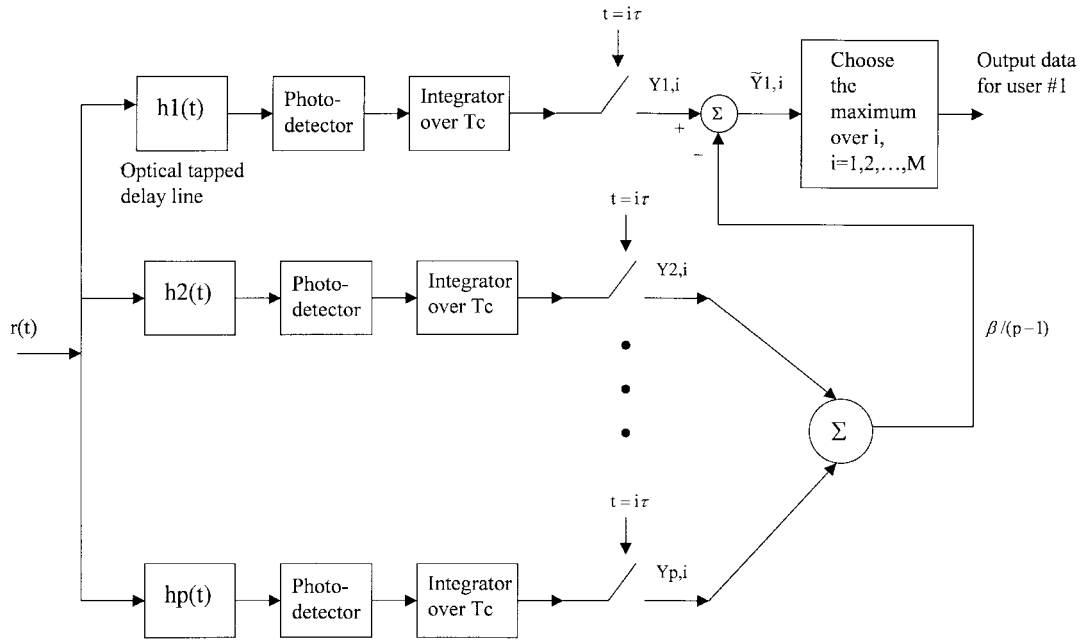 t = iτ
h1(t)
Photo-
detector
Integrator
over Tc
Y1,i
+
−
Σ
Ỹ1,i
Choose
the
maximum
over i,
i=1,2,...,M
Output data
for user #1
Optical tapped
delay line
t = iτ
h2(t)
Photo-
detector
Integrator
over Tc
Y2,i
r(t)
β/(p−1)
Σ
t = iτ
hp(t)
Photo-
detector
Integrator
over Tc
Yp,i